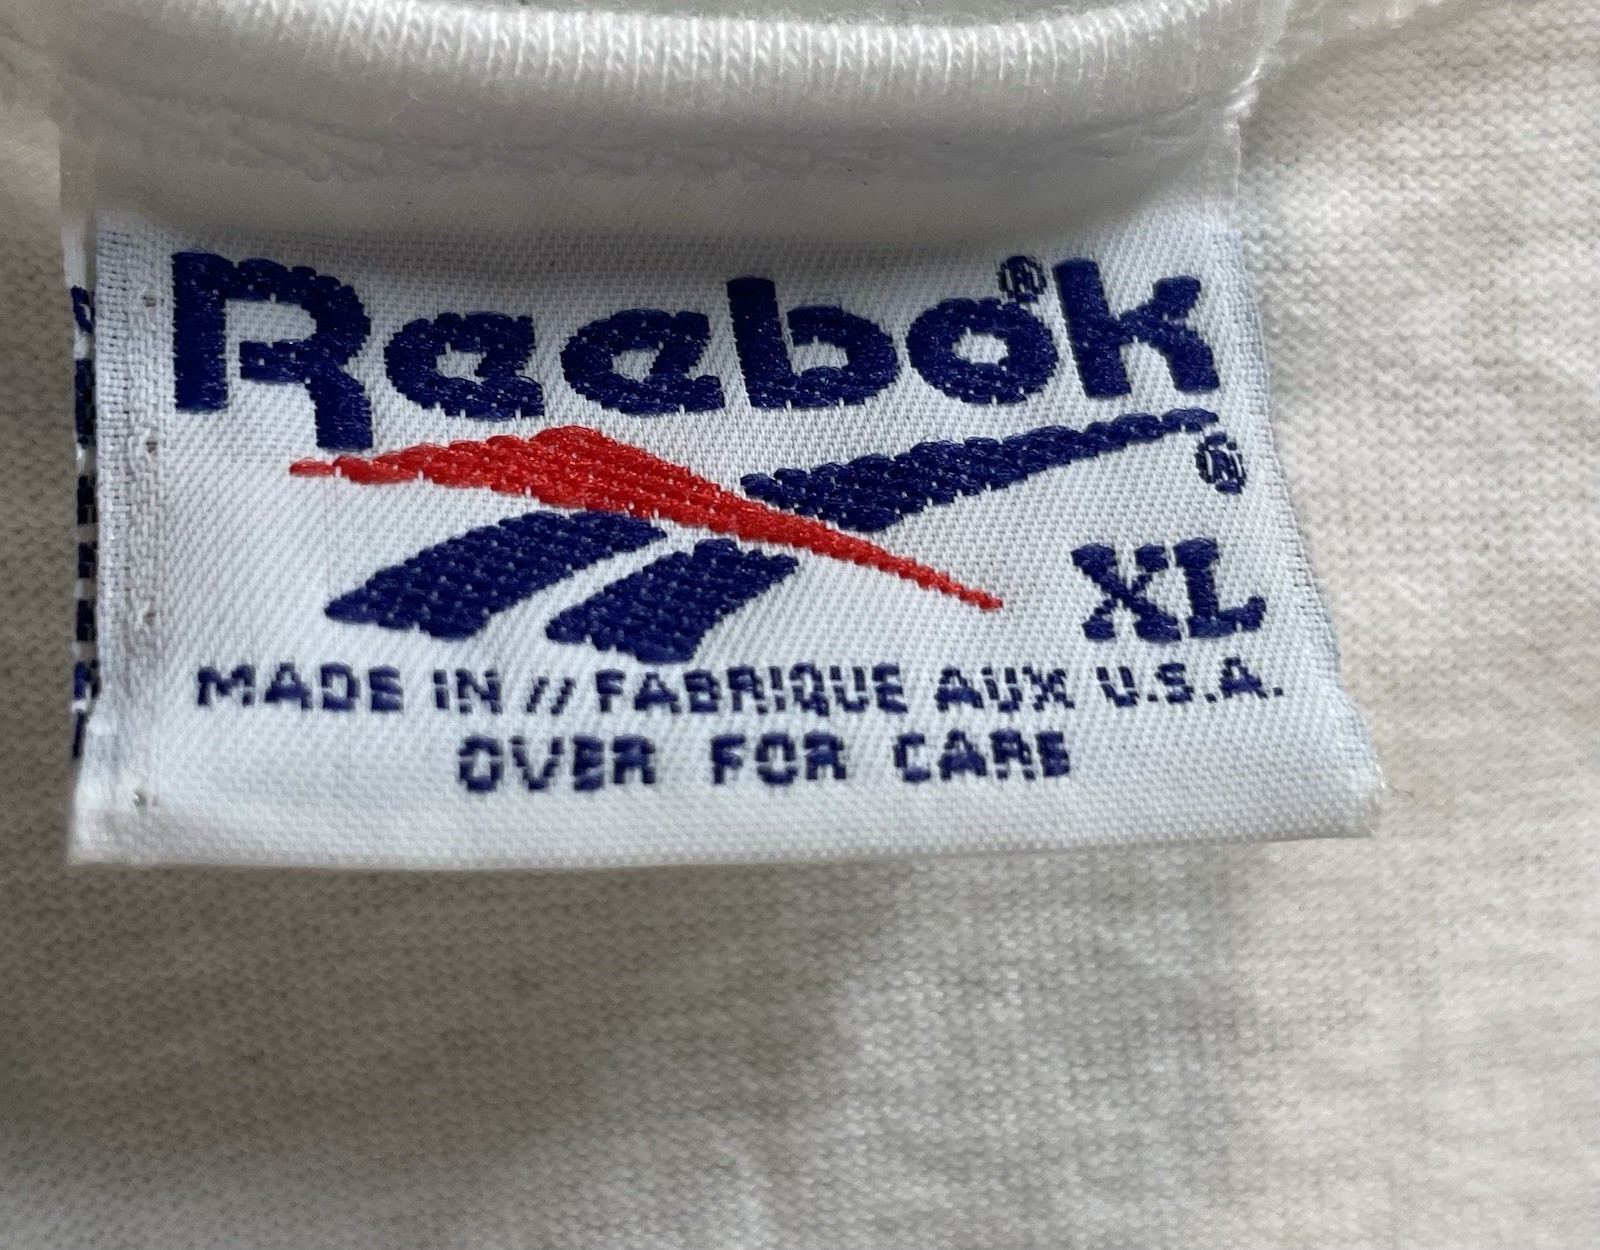 Reebok®
®
XL
MADE IN // FABRIQUE AUX U.S.A.
OVER FOR CARE